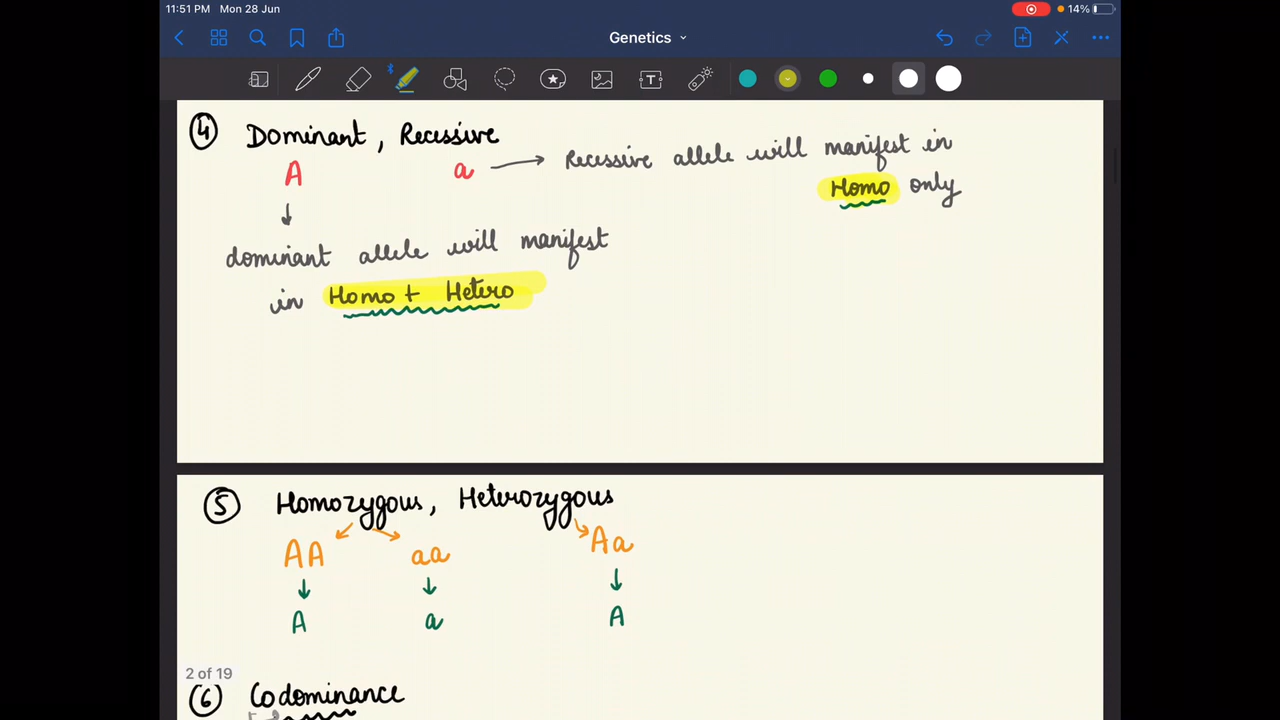 11:51 PM Mon 28 Jun
14%
Genetics
T
④ Dominant, Recessive
A a → Recessive allele will manifest in
Homo only
↓
dominant allele will manifest
in Homo + Hetero
⑤ Homozygous, Heterozygous
AA aa Aa
↓ ↓ ↓
A a A
2 of 19
⑥ Codominance